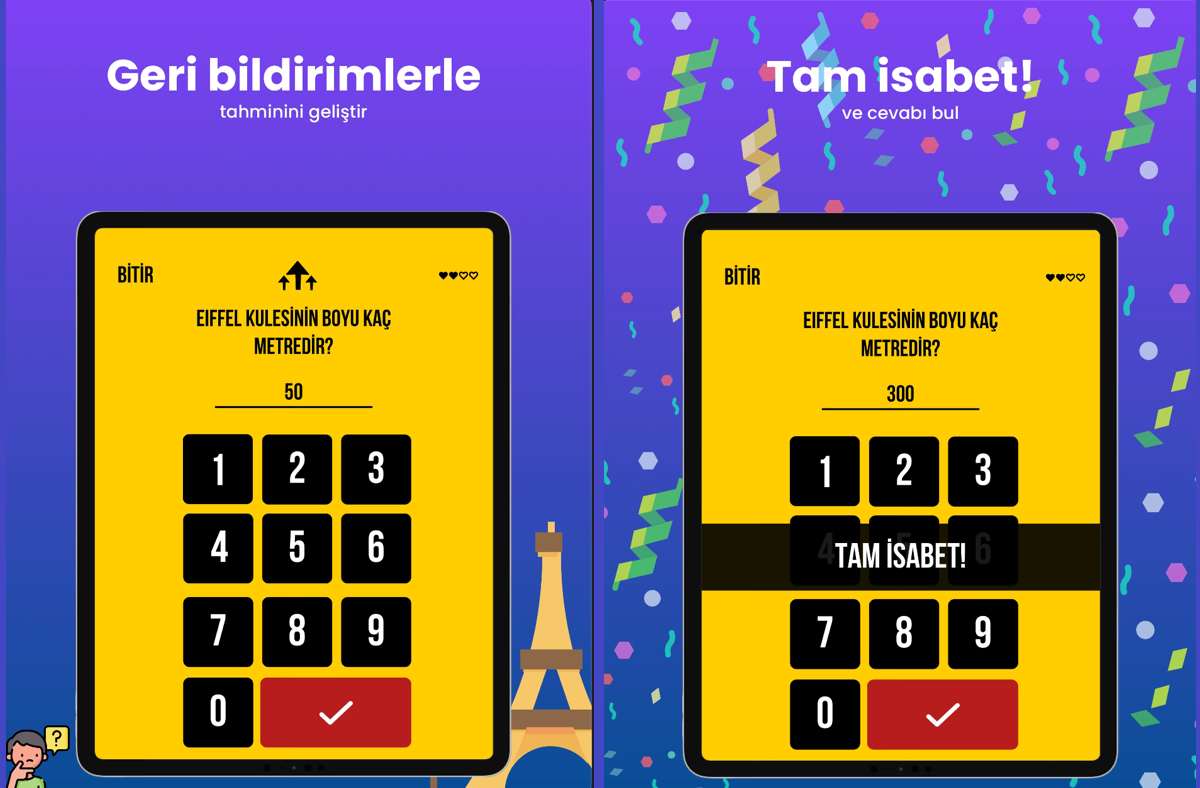 Geri bildirimlerle
tahminini geliştir
BİTİR
EIFFEL KULESİNİN BOYU KAÇ
METREDİR?
50
1 2 3
4 5 6
7 8 9
0
?
Tam isabet!
ve cevabı bul
BİTİR
EIFFEL KULESİNİN BOYU KAÇ
METREDİR?
300
1 2 3
4 5 6
TAM İSABET!
7 8 9
0